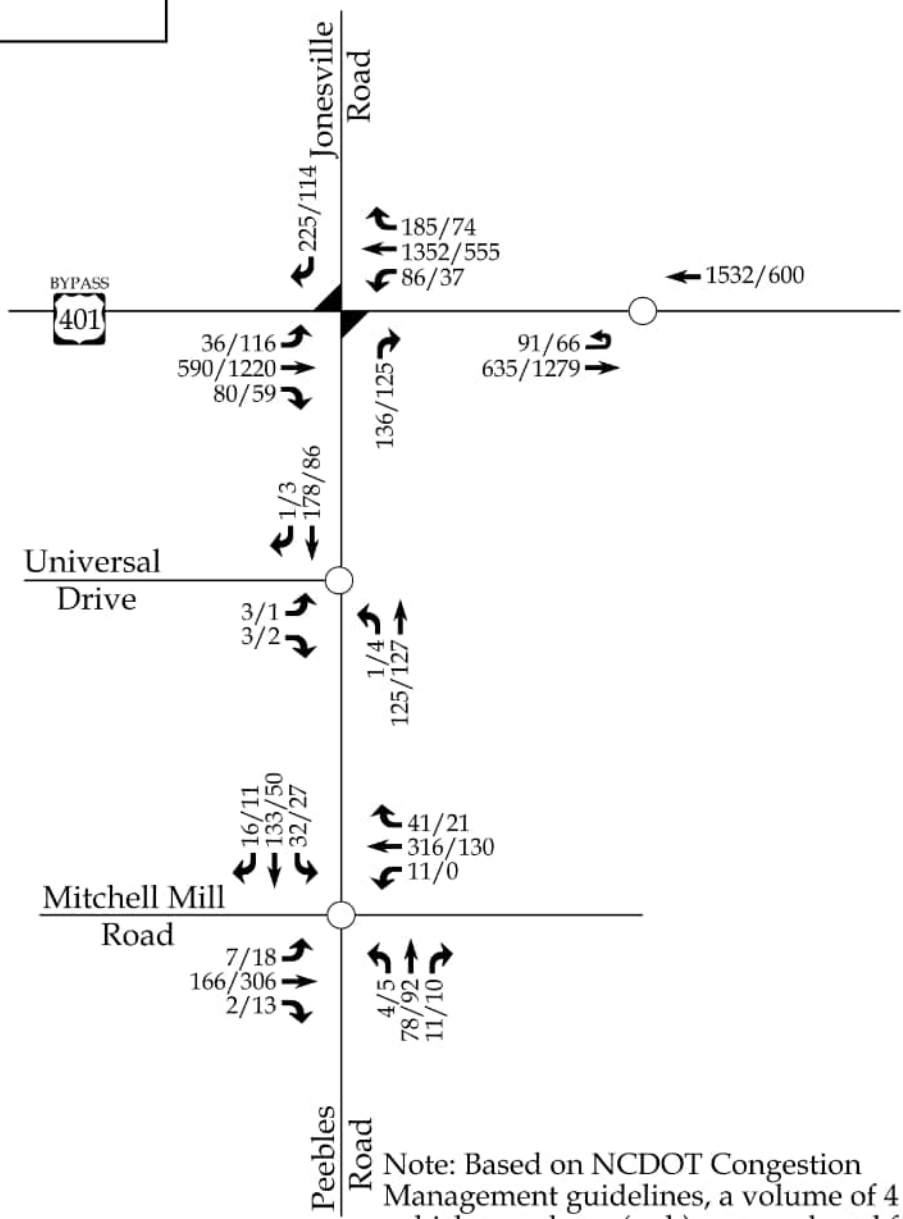 Jonesville
Road
225/114
185/74
1352/555
86/37
1532/600
BYPASS
401
36/116
590/1220
80/59
136/125
91/66
635/1279
1/3
178/86
Universal
Drive
3/1
3/2
1/4
125/127
16/11
133/50
32/27
41/21
316/130
11/0
Mitchell Mill
Road
7/18
166/306
2/13
4/5
78/92
11/10
Peebles
Road
Note: Based on NCDOT Congestion
Management guidelines, a volume of 4